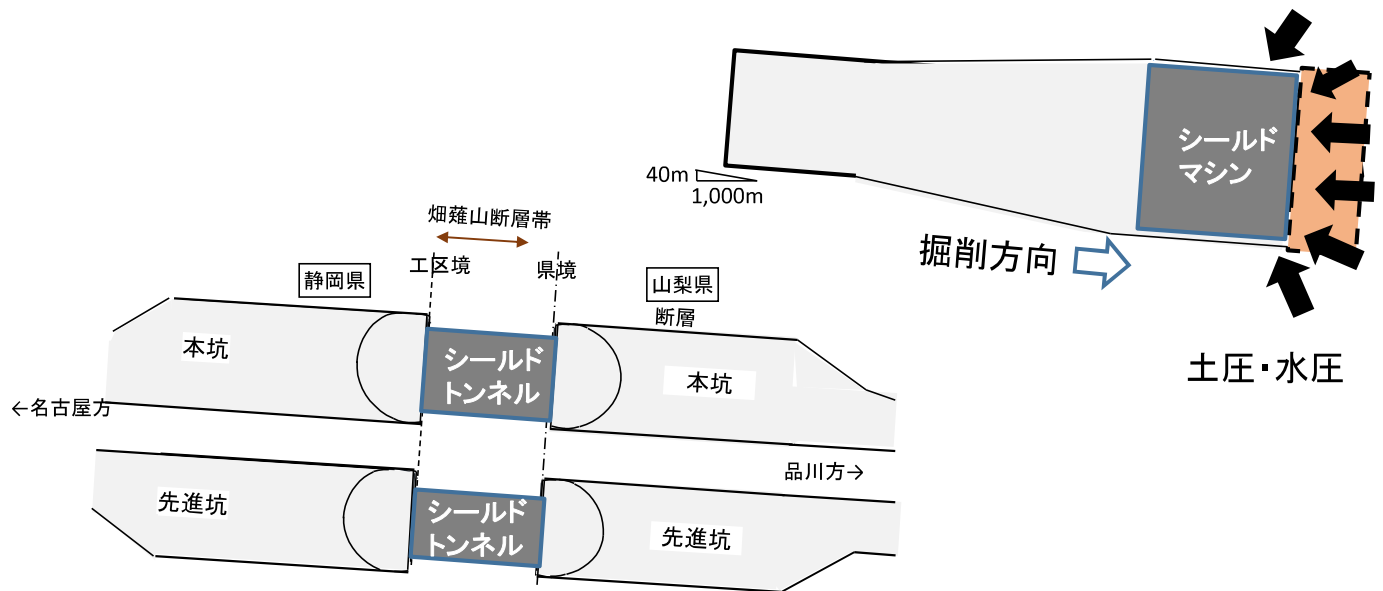 シールド
マシン
40m
1,000m
掘削方向
土圧・水圧
畑薙山断層帯
工区境
県境
静岡県
山梨県
断層
本坑
シールド
トンネル
本坑
←名古屋方
品川方→
先進坑
シールド
トンネル
先進坑